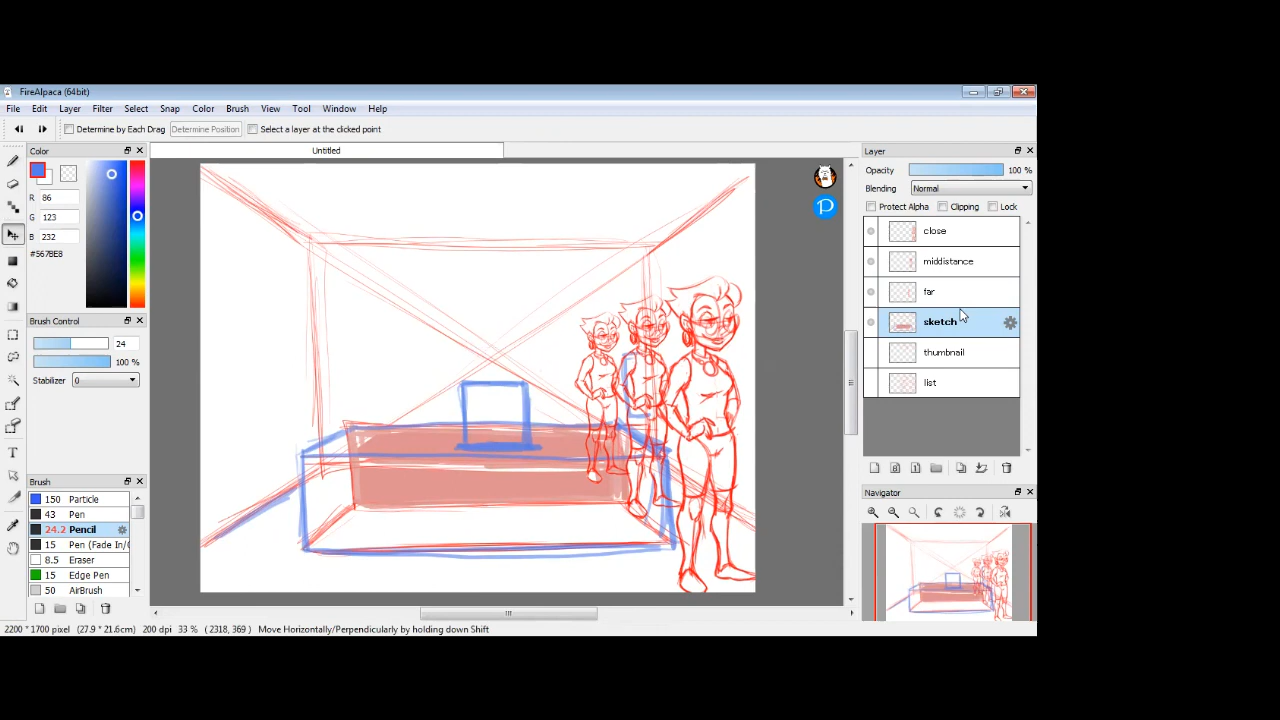 FireAlpaca (64bit)
File Edit Layer Filter Select Snap Color Brush View Tool Window Help
Determine by Each Drag Determine Position Select a layer at the clicked point
Color
Untitled
Layer
Opacity 100 %
Blending Normal
Protect Alpha Clipping Lock
R 86
G 123
B 232
#567BE8
close
middistance
far
sketch
thumbnail
list
Brush Control
24
100 %
Stabilizer 0
Brush
150 Particle
43 Pen
24.2 Pencil
15 Pen (Fade In/O
8.5 Eraser
15 Edge Pen
50 AirBrush
Navigator
2200 * 1700 pixel (27.9 * 21.6cm) 200 dpi 33 % ( 2318, 369 ) Move Horizontally/Perpendicularly by holding down Shift